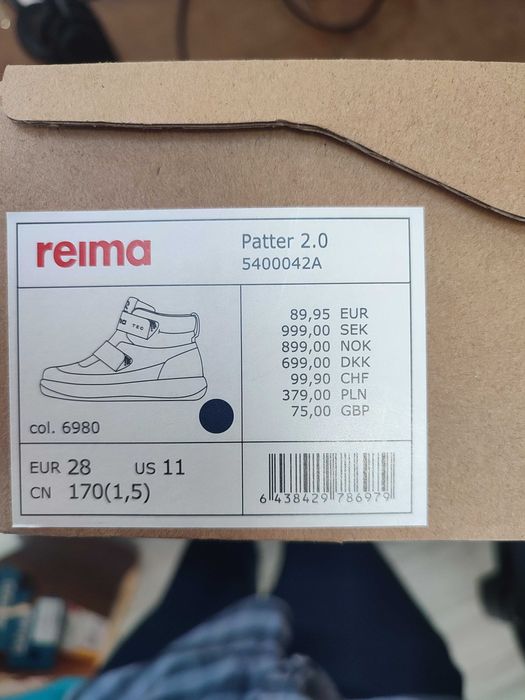 reima
Patter 2.0
5400042A
TEC
89,95 EUR
999,00 SEK
899,00 NOK
699,00 DKK
99,90 CHF
379,00 PLN
75,00 GBP
col. 6980
EUR 28 US 11
CN 170(1,5)
6 438429 786979